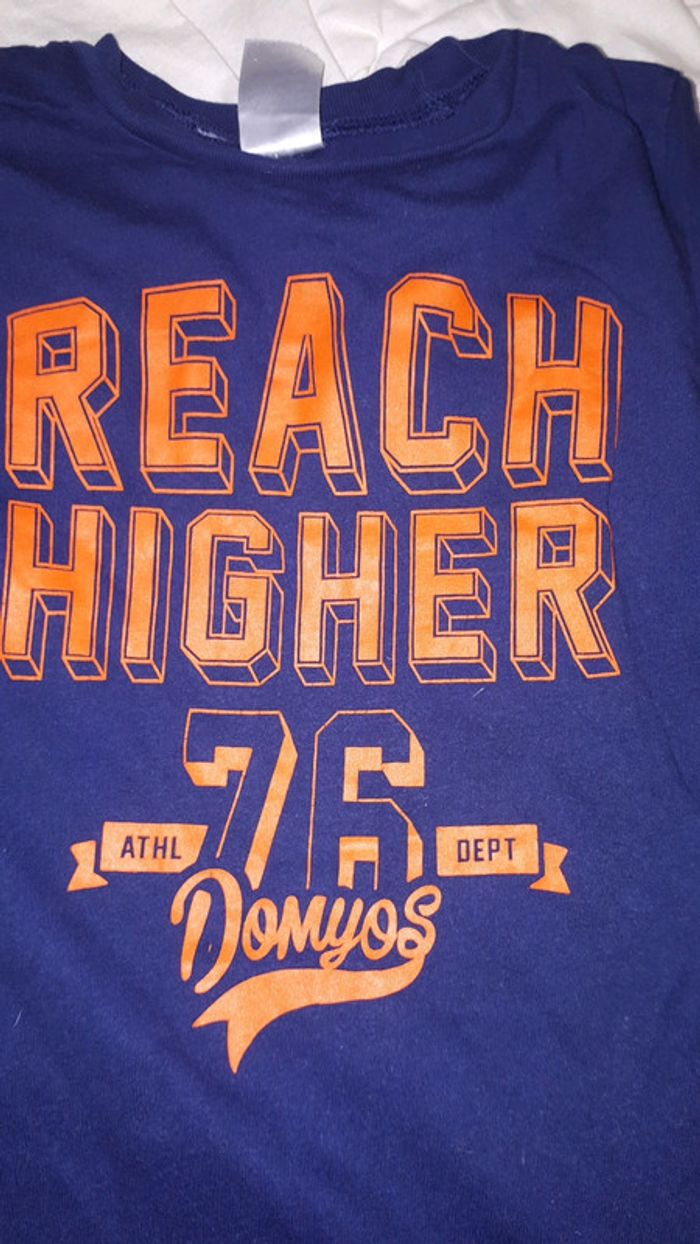 REACH
HIGHER
76
ATHL DEPT
Domyos